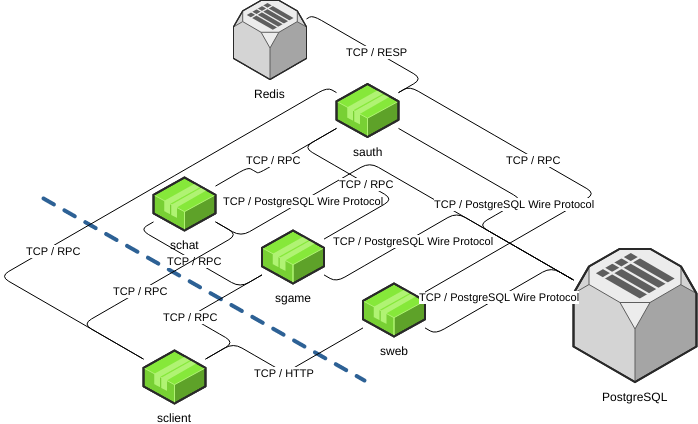 TCP / RESP
Redis
sauth
TCP / RPC
TCP / RPC
TCP / RPC
TCP / PostgreSQL Wire Protocol
TCP / PostgreSQL Wire Protocol
schat
TCP / PostgreSQL Wire Protocol
TCP / RPC
TCP / RPC
TCP / RPC
sgame
TCP / PostgreSQL Wire Protocol
TCP / RPC
sweb
TCP / HTTP
PostgreSQL
sclient